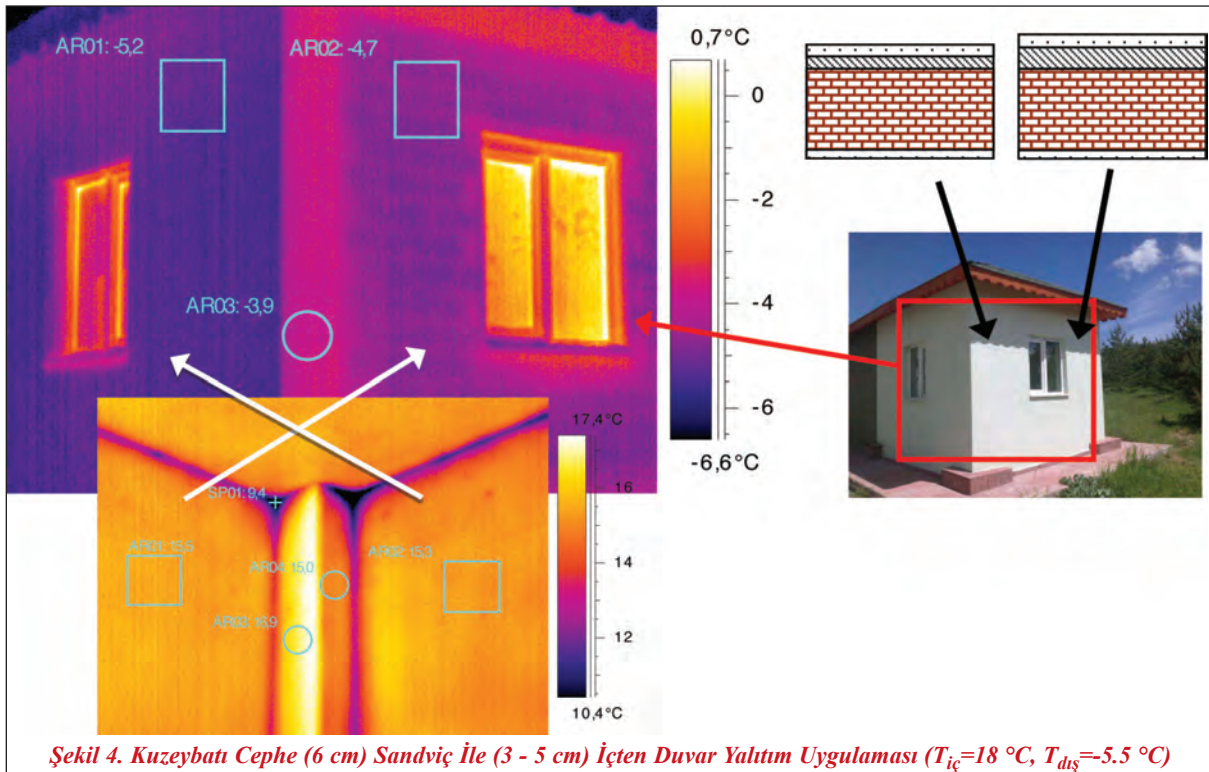 AR01: -5,2
AR02: -4,7
AR03: -3,9
0,7°C
0
-2
-4
-6
-6,6°C
SP01: 9,4
AR01: 15,5
AR04: 15,0
AR02: 15,3
AR03: 16,9
17,4°C
16
14
12
10,4°C
Şekil 4. Kuzeybatı Cephe (6 cm) Sandviç İle (3 - 5 cm) İçten Duvar Yalıtım Uygulaması (Tiç=18 °C, Tdış=-5.5 °C)